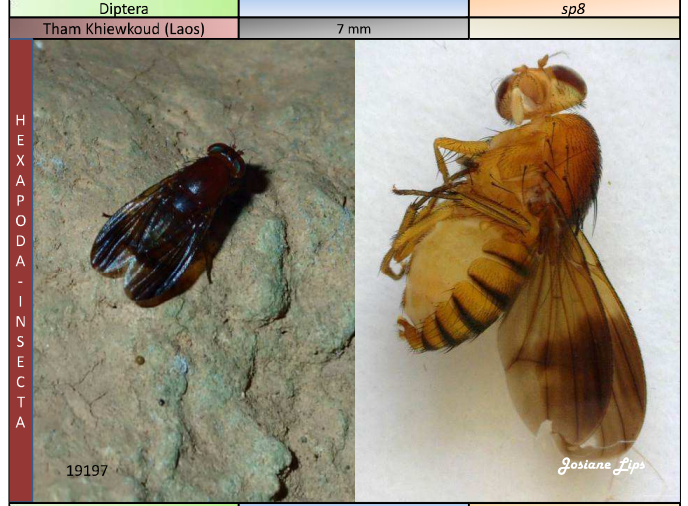 Diptera
sp8
Tham Khiewkoud (Laos)
7 mm
HEXAPODA-INSECTA
19197
Josiane Lips